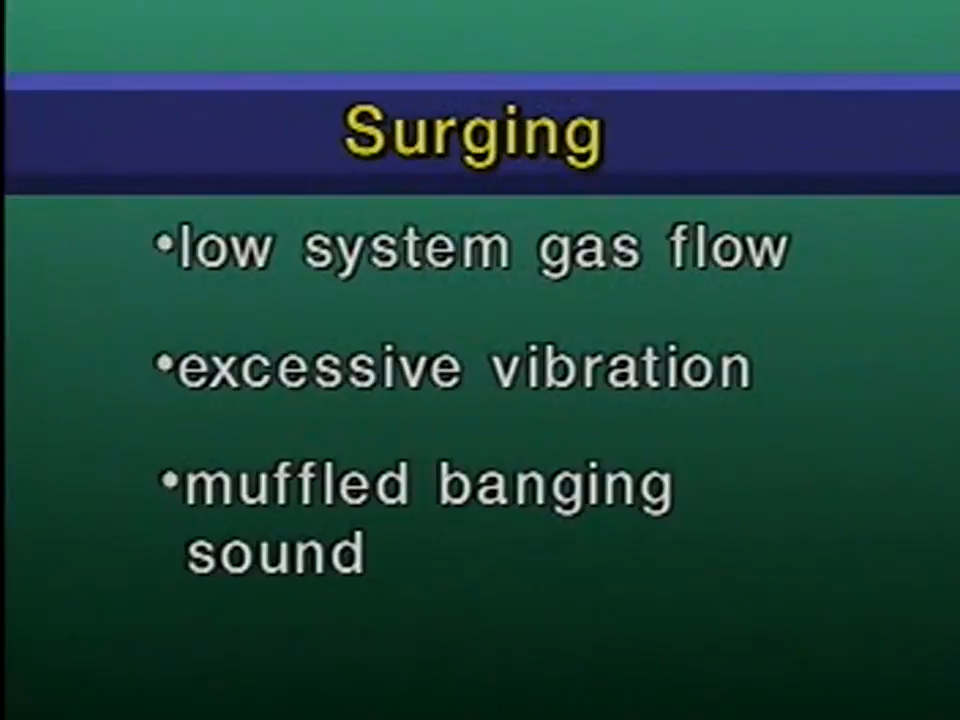 Surging
•low system gas flow
•excessive vibration
•muffled banging
sound